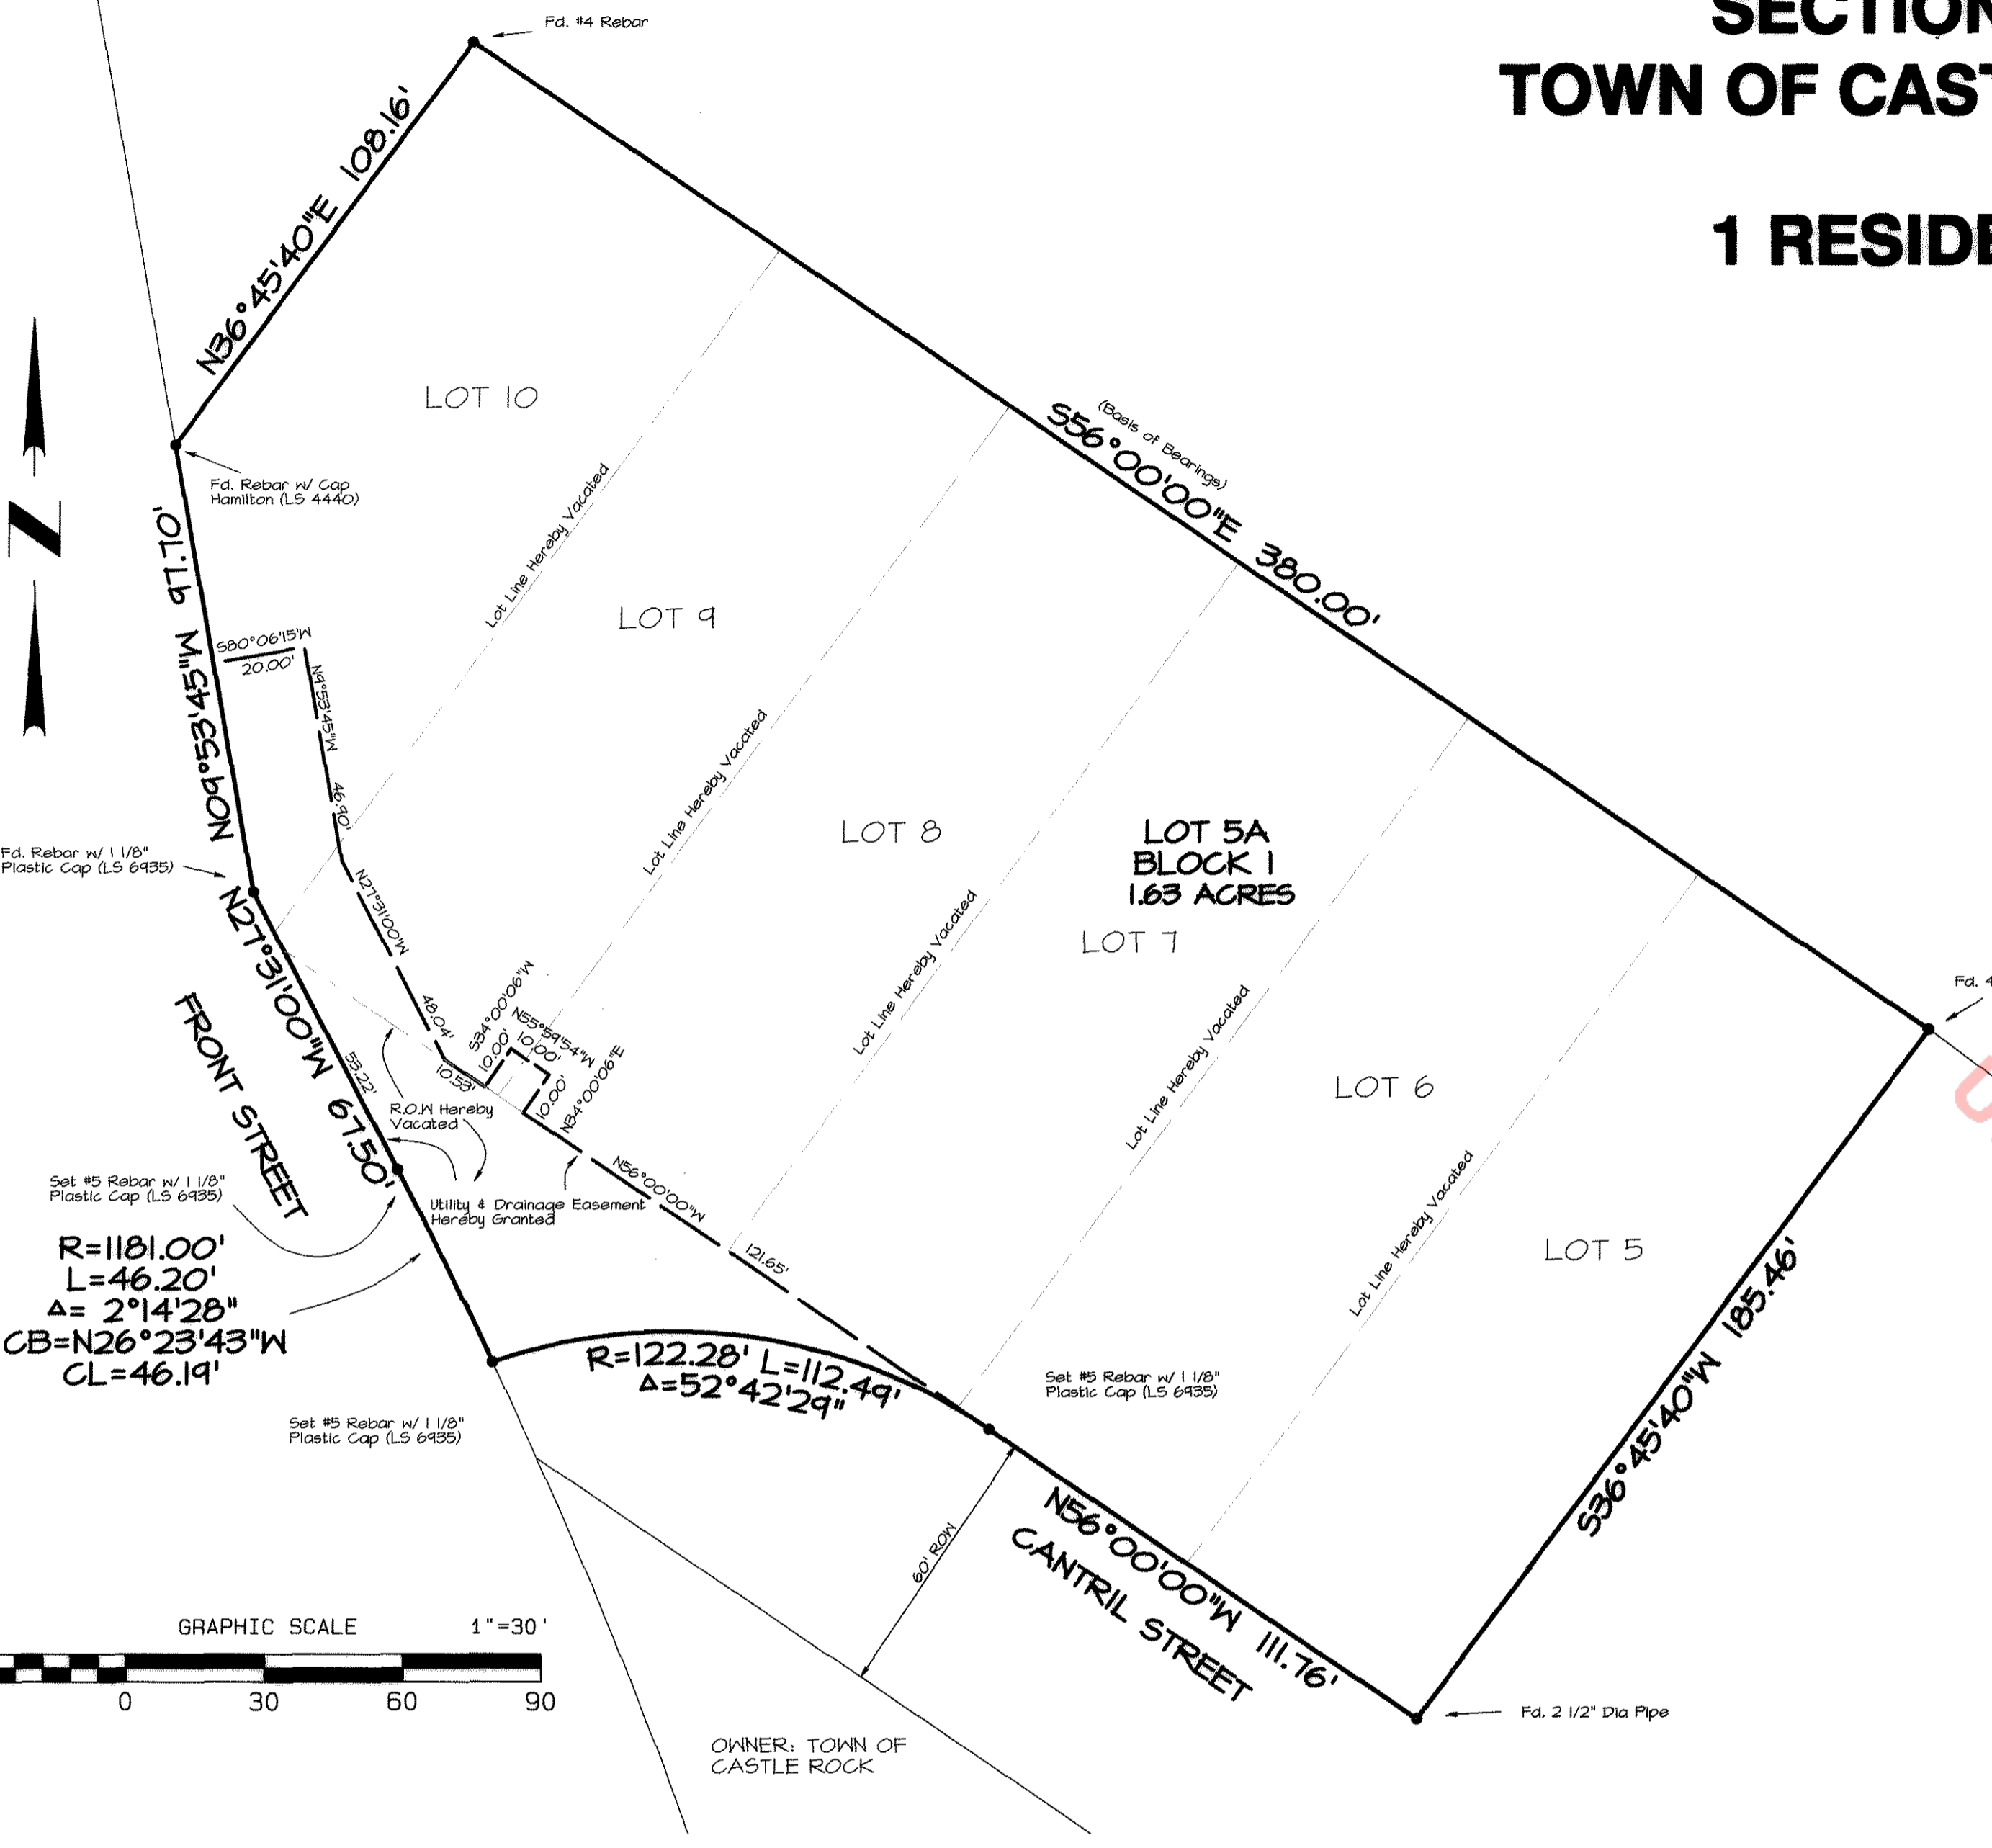 SECTION
TOWN OF CAST
1 RESIDE
Fd. #4 Rebar
N36°45'40"E 108.16'
(Basis of Bearings)
S56°00'00"E 380.00'
LOT 10
Fd. Rebar w/ Cap
Hamilton (LS 4440)
N
N09°53'45"W 97.70'
Lot Line Hereby Vacated
LOT 9
S80°06'15"W
20.00'
N9°53'45"W
46.90'
Lot Line Hereby Vacated
LOT 8
LOT 5A
BLOCK 1
1.63 ACRES
Fd. Rebar w/ 1 1/8"
Plastic Cap (LS 6935)
N27°31'00"W
48.04'
Lot Line Hereby Vacated
LOT 7
Fd. 4
N27°31'00"W 67.50'
53.22'
FRONT STREET
S34°00'06"W
10.00'
N55°59'54"W
10.00'
N34°00'06"E
10.00'
10.53'
Lot Line Hereby Vacated
LOT 6
R.O.W Hereby
Vacated
Set #5 Rebar w/ 1 1/8"
Plastic Cap (LS 6935)
Utility & Drainage Easement
Hereby Granted
N56°00'00"W
121.65'
Lot Line Hereby Vacated
LOT 5
S36°45'40"W 185.46'
R=1181.00'
L=46.20'
Δ= 2°14'28"
CB=N26°23'43"W
CL=46.19'
R=122.28' L=112.49'
Δ=52°42'29"
Set #5 Rebar w/ 1 1/8"
Plastic Cap (LS 6935)
Set #5 Rebar w/ 1 1/8"
Plastic Cap (LS 6935)
60' ROW
N56°00'00"W 111.76'
CANTRIL STREET
GRAPHIC SCALE 1"=30'
0 30 60 90
Fd. 2 1/2" Dia Pipe
OWNER: TOWN OF
CASTLE ROCK